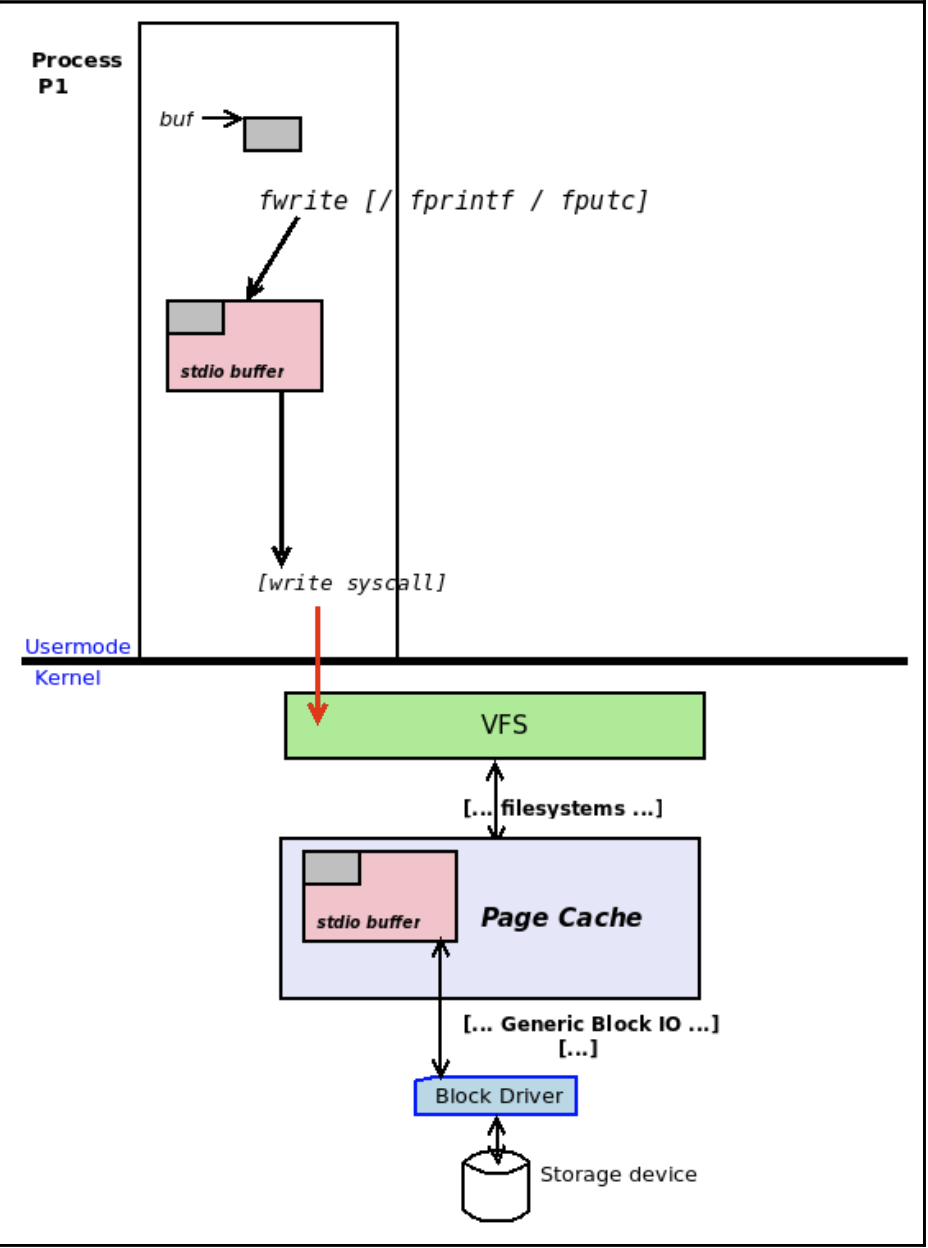 Process
P1
buf
fwrite [/ fprintf / fputc]
stdio buffer
[write syscall]
Usermode
Kernel
VFS
[... filesystems ...]
stdio buffer
Page Cache
[... Generic Block IO ...]
[...]
Block Driver
Storage device